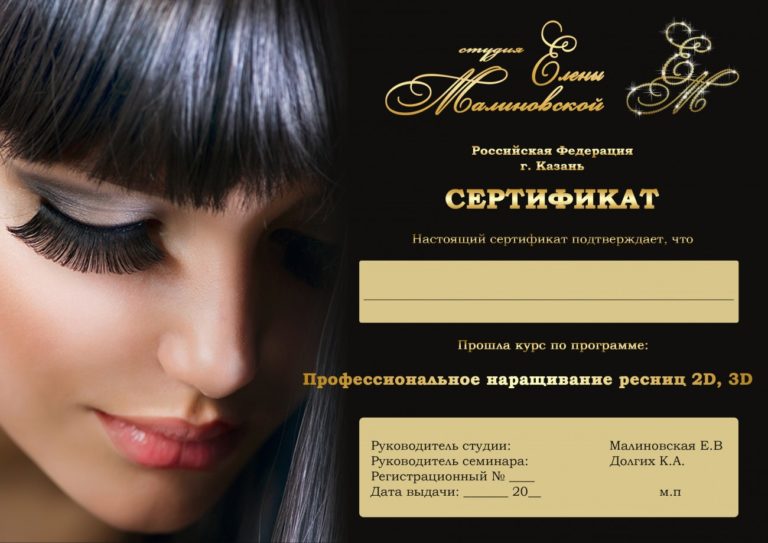 студия Елены
Малиновской
ЕМ
Российская Федерация
г. Казань
СЕРТИФИКАТ
Настоящий сертификат подтверждает, что
Прошла курс по программе:
Профессиональное наращивание ресниц 2D, 3D
Руководитель студии: Малиновская Е.В
Руководитель семинара: Долгих К.А.
Регистрационный № ____
Дата выдачи: _______ 20__ м.п